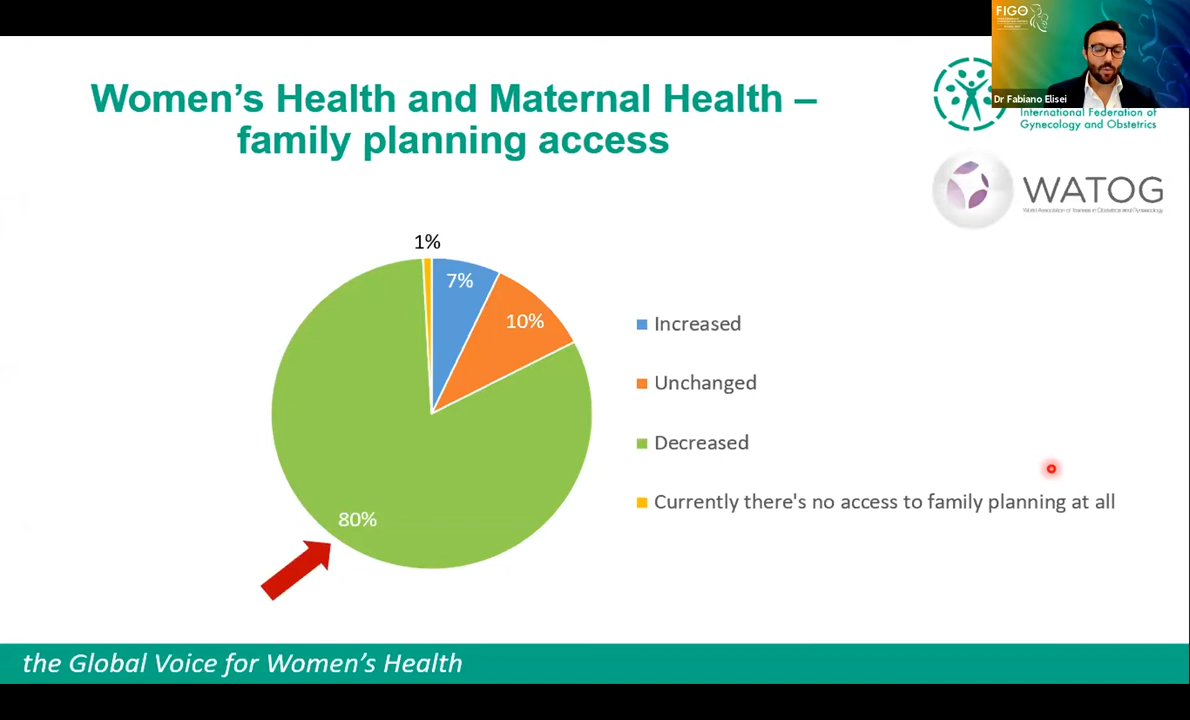 FIGO
Dr Fabiano Elisei
Women's Health and Maternal Health –
family planning access
International Federation of
Gynecology and Obstetrics
WATOG
World Association of Trainees in Obstetrics and Gynecology
1%
7%
10%
80%
Increased
Unchanged
Decreased
Currently there's no access to family planning at all
the Global Voice for Women's Health